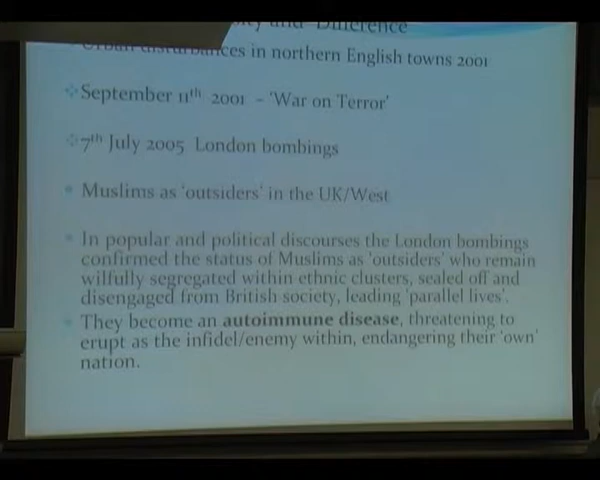 and Difference
Urban disturbances in northern English towns 2001
September 11th 2001 – 'War on Terror'
7th July 2005 London bombings
Muslims as 'outsiders' in the UK/West
In popular and political discourses the London bombings
confirmed the status of Muslims as 'outsiders' who remain
wilfully segregated within ethnic clusters, sealed off and
disengaged from British society, leading 'parallel lives'.
They become an autoimmune disease, threatening to
erupt as the infidel/enemy within, endangering their 'own'
nation.